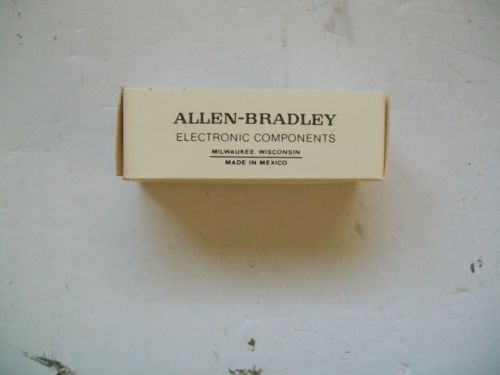 ALLEN-BRADLEY
ELECTRONIC COMPONENTS
MILWAUKEE, WISCONSIN
MADE IN MEXICO